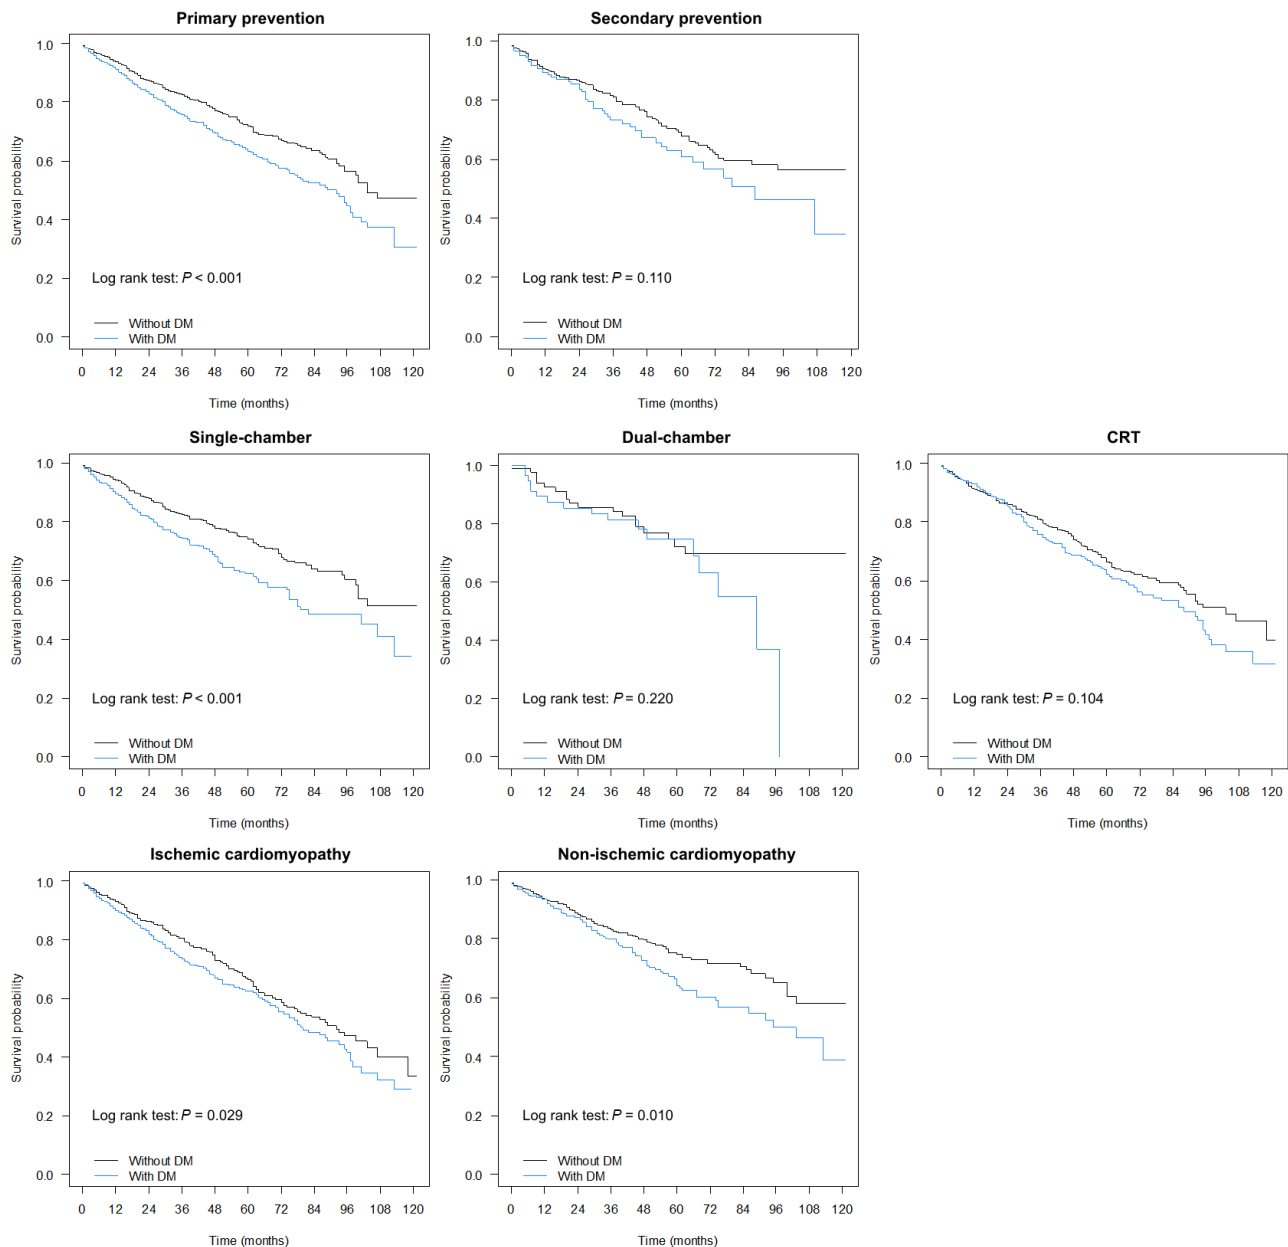 Primary prevention
Survival probability
1.0
0.8
0.6
0.4
0.2
0.0
Log rank test: P < 0.001
Without DM
With DM
0 12 24 36 48 60 72 84 96 108 120
Time (months)
Secondary prevention
Survival probability
1.0
0.8
0.6
0.4
0.2
0.0
Log rank test: P = 0.110
Without DM
With DM
0 12 24 36 48 60 72 84 96 108 120
Time (months)
Single-chamber
Survival probability
1.0
0.8
0.6
0.4
0.2
0.0
Log rank test: P < 0.001
Without DM
With DM
0 12 24 36 48 60 72 84 96 108 120
Time (months)
Dual-chamber
Survival probability
1.0
0.8
0.6
0.4
0.2
0.0
Log rank test: P = 0.220
Without DM
With DM
0 12 24 36 48 60 72 84 96 108 120
Time (months)
CRT
Survival probability
1.0
0.8
0.6
0.4
0.2
0.0
Log rank test: P = 0.104
Without DM
With DM
0 12 24 36 48 60 72 84 96 108 120
Time (months)
Ischemic cardiomyopathy
Survival probability
1.0
0.8
0.6
0.4
0.2
0.0
Log rank test: P = 0.029
Without DM
With DM
0 12 24 36 48 60 72 84 96 108 120
Time (months)
Non-ischemic cardiomyopathy
Survival probability
1.0
0.8
0.6
0.4
0.2
0.0
Log rank test: P = 0.010
Without DM
With DM
0 12 24 36 48 60 72 84 96 108 120
Time (months)